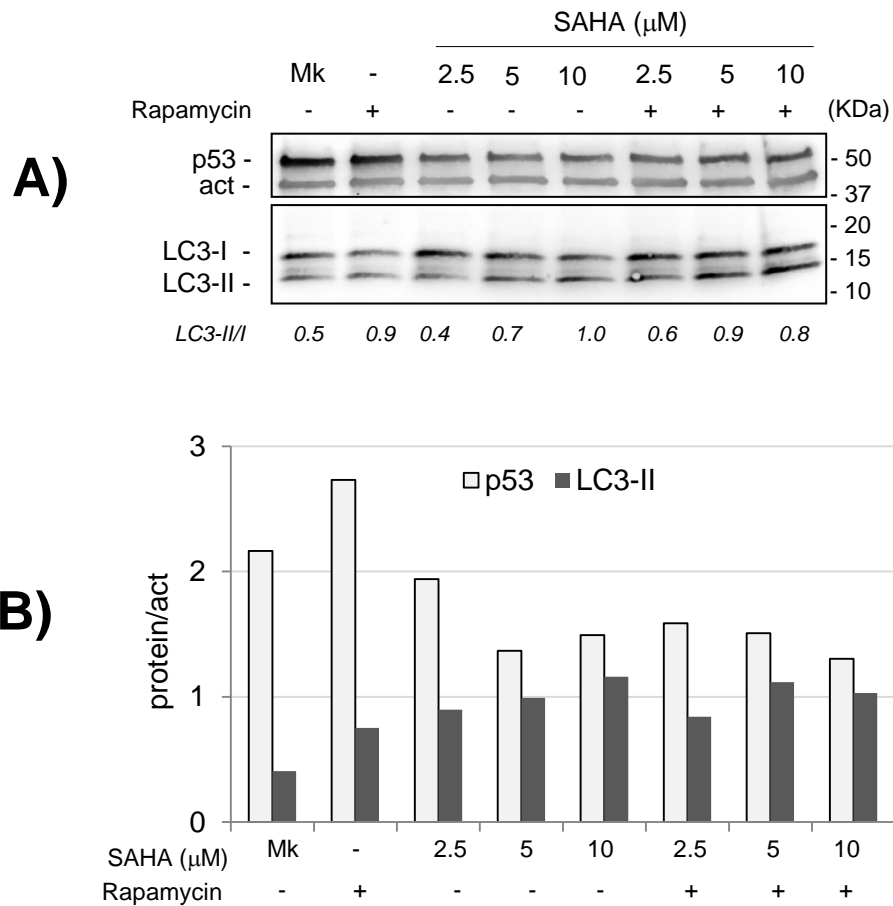 SAHA (μM)
Mk - 2.5 5 10 2.5 5 10
Rapamycin - + - - - + + + (KDa)
A)
p53 - - 50
act - - 37
- 20
LC3-I - - 15
LC3-II - - 10
LC3-II/I 0.5 0.9 0.4 0.7 1.0 0.6 0.9 0.8
B)
3
p53 LC3-II
2
protein/act
1
0
SAHA (μM) Mk - 2.5 5 10 2.5 5 10
Rapamycin - + - - - + + +